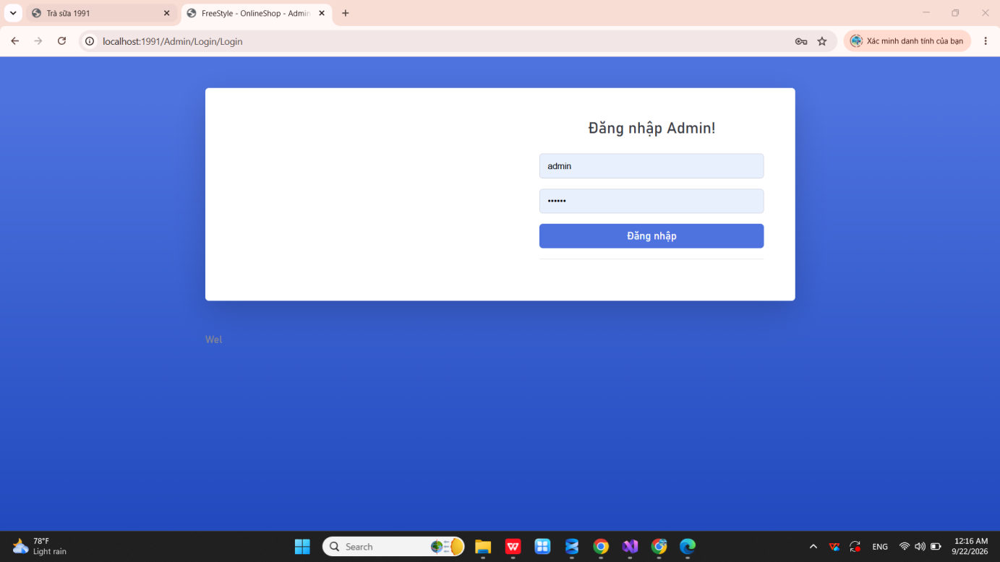 Trà sữa 1991
FreeStyle - OnlineShop - Admin
localhost:1991/Admin/Login/Login
Xác minh danh tính của bạn
Đăng nhập Admin!
admin
••••••
Đăng nhập
Wel
78°F
Light rain
Search
ENG
12:16 AM
9/22/2026